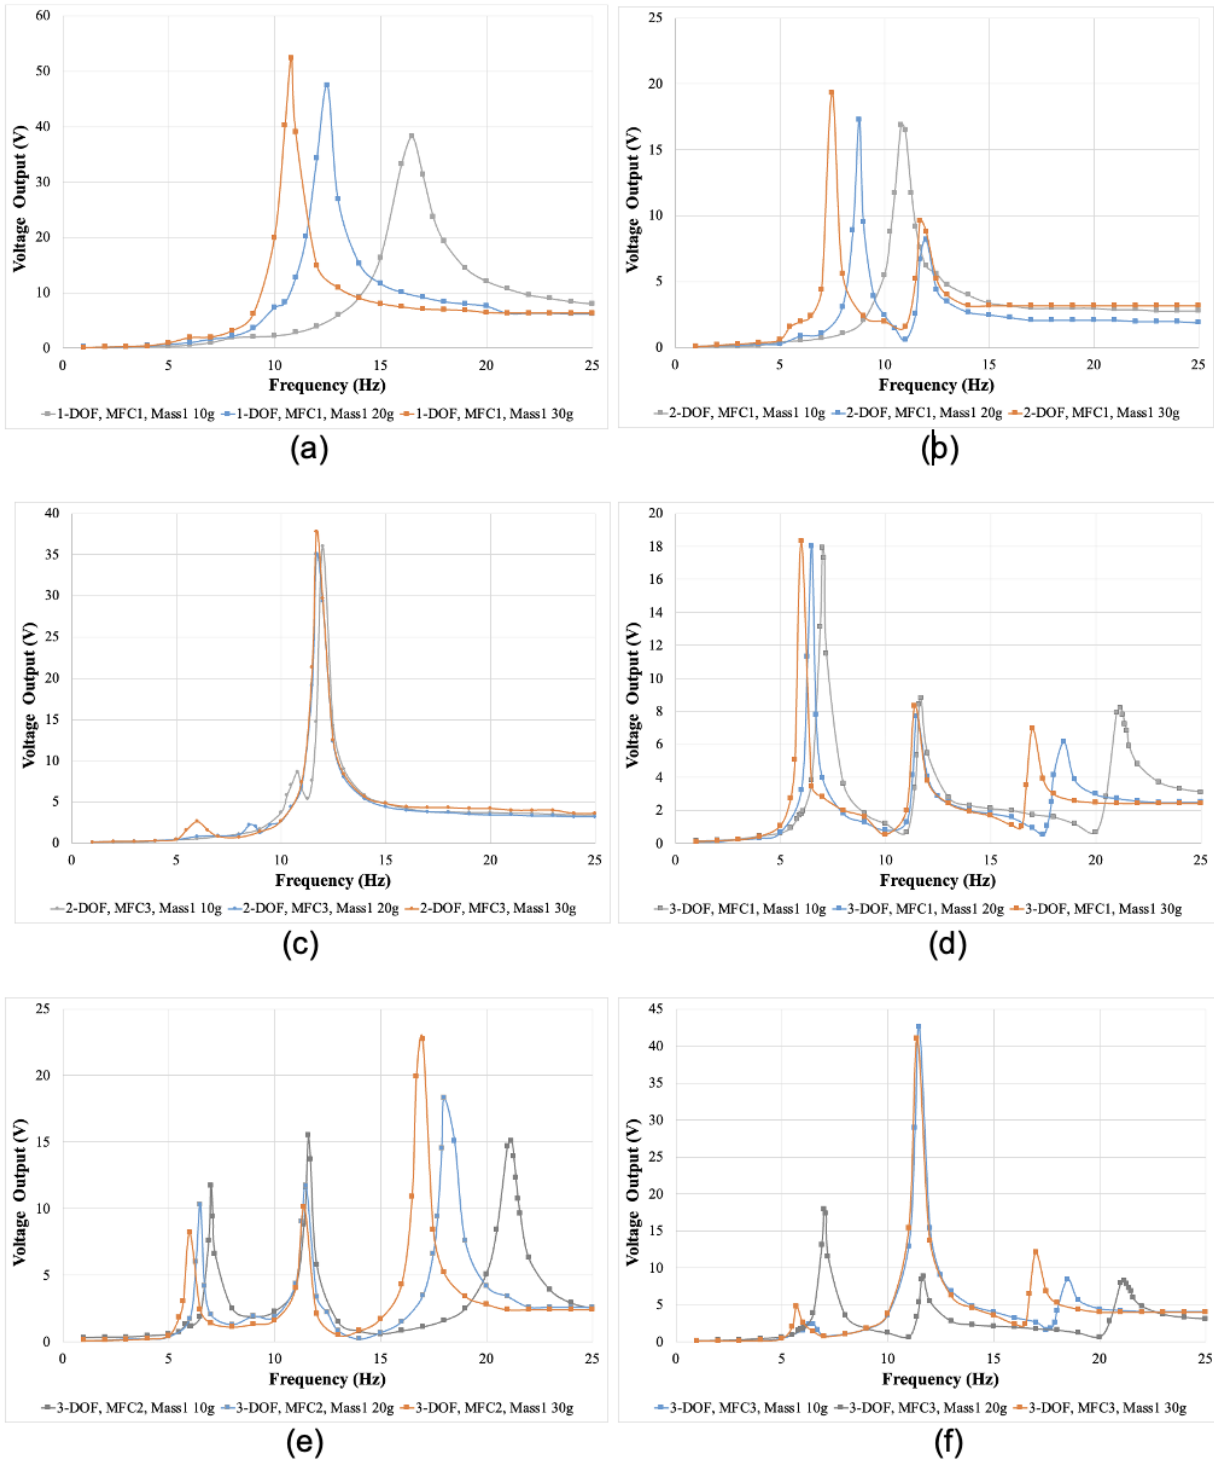 60
50
40
30
20
10
0
Voltage Output (V)
0 5 10 15 20 25
Frequency (Hz)
1-DOF, MFC1, Mass1 10g 1-DOF, MFC1, Mass1 20g 1-DOF, MFC1, Mass1 30g
(a)
25
20
15
10
5
0
Voltage Output (V)
0 5 10 15 20 25
Frequency (Hz)
2-DOF, MFC1, Mass1 10g 2-DOF, MFC1, Mass1 20g 2-DOF, MFC1, Mass1 30g
(b)
40
35
30
25
20
15
10
5
0
Voltage Output (V)
0 5 10 15 20 25
Frequency (Hz)
2-DOF, MFC3, Mass1 10g 2-DOF, MFC3, Mass1 20g 2-DOF, MFC3, Mass1 30g
(c)
20
18
16
14
12
10
8
6
4
2
0
Voltage Output (V)
0 5 10 15 20 25
Frequency (Hz)
3-DOF, MFC1, Mass1 10g 3-DOF, MFC1, Mass1 20g 3-DOF, MFC1, Mass1 30g
(d)
25
20
15
10
5
0
Voltage Output (V)
0 5 10 15 20 25
Frequency (Hz)
3-DOF, MFC2, Mass1 10g 3-DOF, MFC2, Mass1 20g 3-DOF, MFC2, Mass1 30g
(e)
45
40
35
30
25
20
15
10
5
0
Voltage Output (V)
0 5 10 15 20 25
Frequency (Hz)
3-DOF, MFC3, Mass1 10g 3-DOF, MFC3, Mass1 20g 3-DOF, MFC3, Mass1 30g
(f)